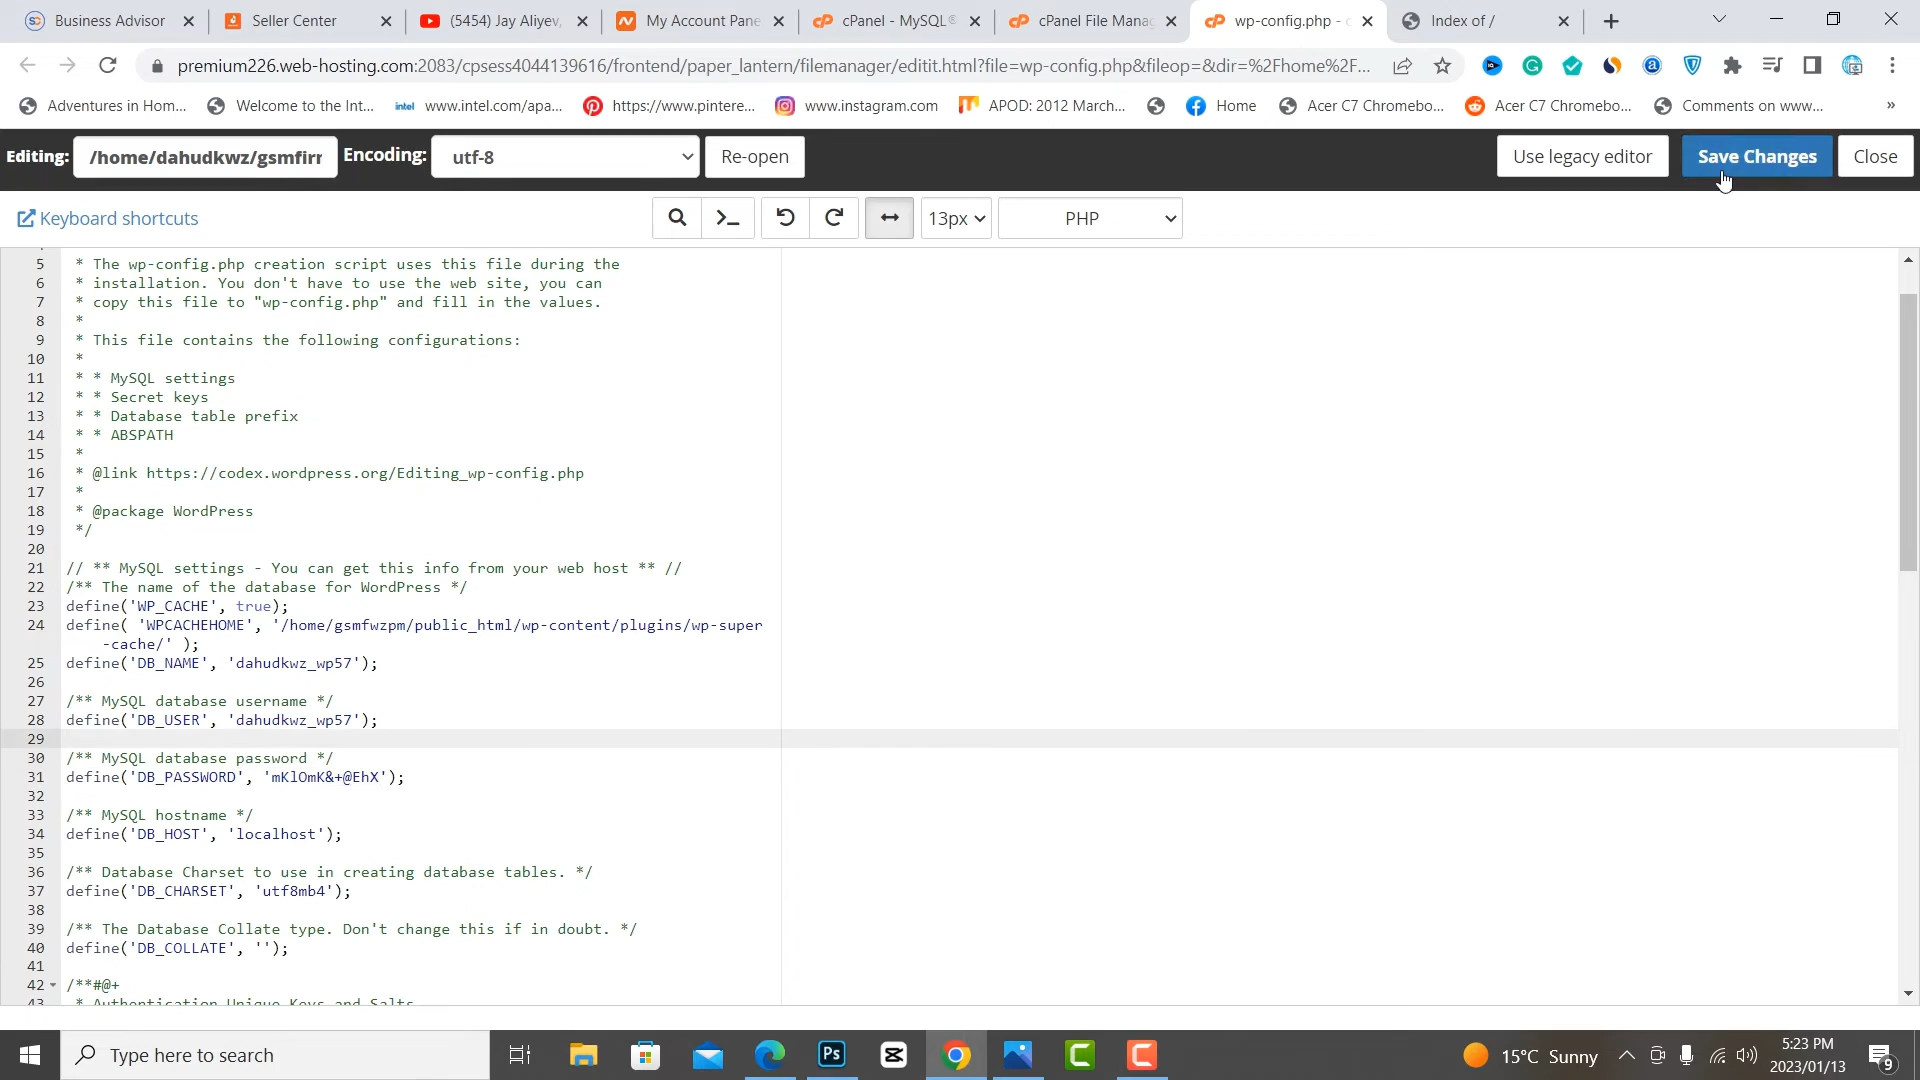 Business Advisor
Seller Center
(5454) Jay Aliyev,
My Account Pane
cPanel - MySQL®
cPanel File Manag
wp-config.php - c
Index of /
premium226.web-hosting.com:2083/cpsess4044139616/frontend/paper_lantern/filemanager/editit.html?file=wp-config.php&fileop=&dir=%2Fhome%2F...
Adventures in Hom...
Welcome to the Int...
www.intel.com/apa...
https://www.pintere...
www.instagram.com
APOD: 2012 March...
Home
Acer C7 Chromebo...
Acer C7 Chromebo...
Comments on www...
»
Editing: /home/dahudkwz/gsmfirr Encoding: utf-8 Re-open Use legacy editor Save Changes Close
Keyboard shortcuts 13px PHP
5 * The wp-config.php creation script uses this file during the
6 * installation. You don't have to use the web site, you can
7 * copy this file to "wp-config.php" and fill in the values.
8 *
9 * This file contains the following configurations:
10 *
11 * * MySQL settings
12 * * Secret keys
13 * * Database table prefix
14 * * ABSPATH
15 *
16 * @link https://codex.wordpress.org/Editing_wp-config.php
17 *
18 * @package WordPress
19 */
20
21 // ** MySQL settings - You can get this info from your web host ** //
22 /** The name of the database for WordPress */
23 define('WP_CACHE', true);
24 define( 'WPCACHEHOME', '/home/gsmfwzpm/public_html/wp-content/plugins/wp-super
-cache/' );
25 define('DB_NAME', 'dahudkwz_wp57');
26
27 /** MySQL database username */
28 define('DB_USER', 'dahudkwz_wp57');
29
30 /** MySQL database password */
31 define('DB_PASSWORD', 'mKlOmK&+@EhX');
32
33 /** MySQL hostname */
34 define('DB_HOST', 'localhost');
35
36 /** Database Charset to use in creating database tables. */
37 define('DB_CHARSET', 'utf8mb4');
38
39 /** The Database Collate type. Don't change this if in doubt. */
40 define('DB_COLLATE', '');
41
42 /**#@+
43 * Authentication Unique Keys and Salts
Type here to search
Ps
15°C Sunny
5:23 PM
2023/01/13
9